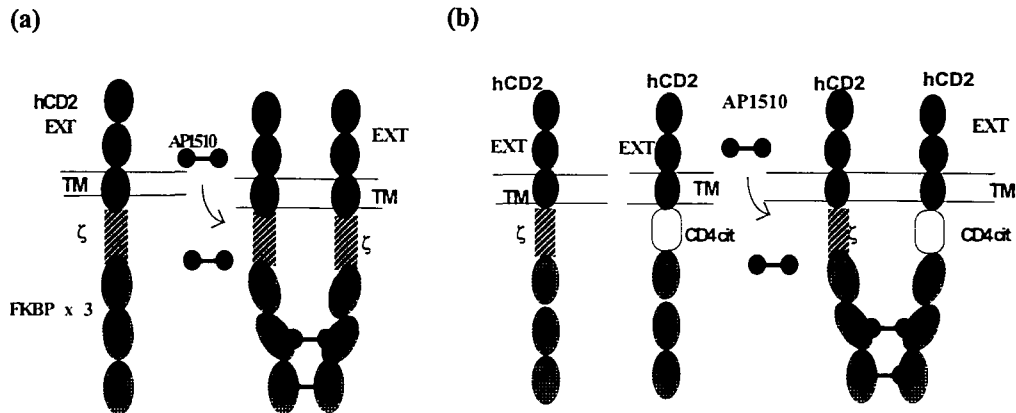 (a)
hCD2
EXT
AP1510
EXT
TM
TM
ζ
ζ
FKBP x 3
(b)
hCD2
hCD2
AP1510
hCD2
hCD2
EXT
EXT
EXT
TM
TM
TM
ζ
CD4cit
ζ
CD4cit